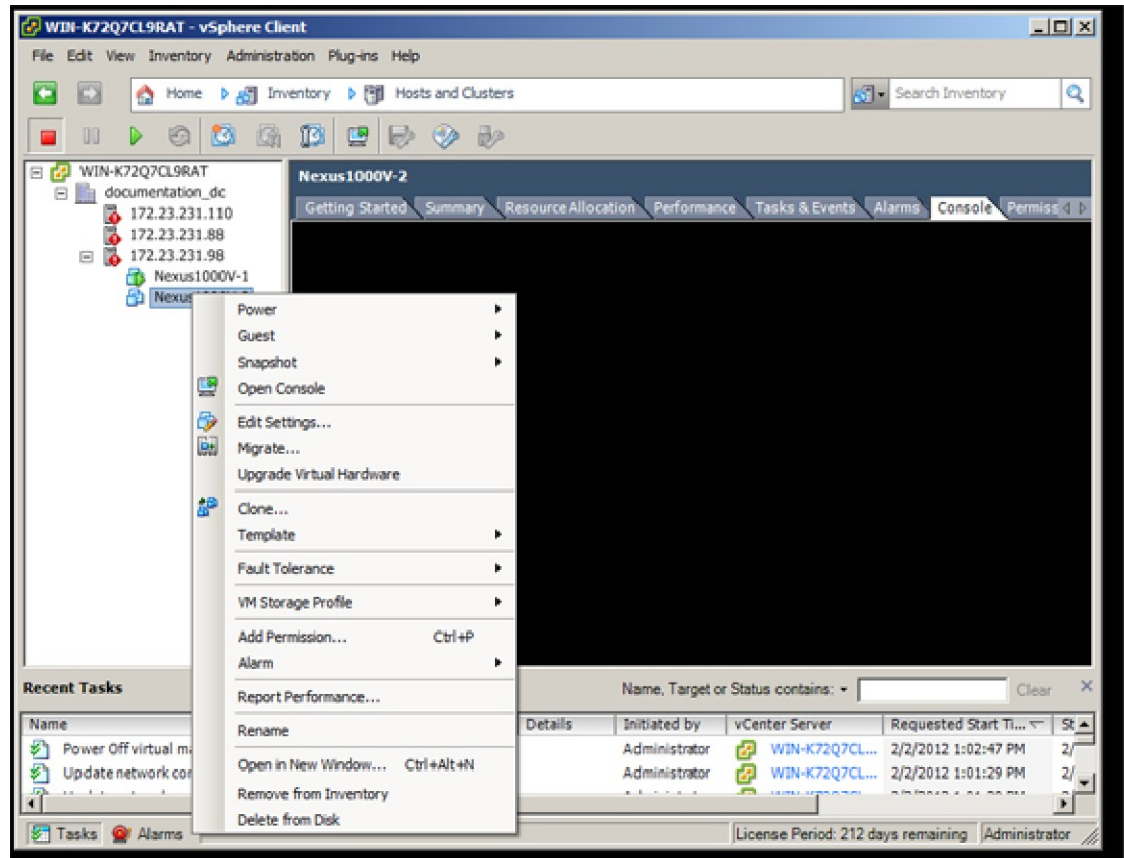 WIN-K72Q7CL9RAT - vSphere Client
File Edit View Inventory Administration Plug-ins Help
Home Inventory Hosts and Clusters Search Inventory
WIN-K72Q7CL9RAT
documentation_dc
172.23.231.110
172.23.231.88
172.23.231.98
Nexus1000V-1
Nexus
Nexus1000V-2
Getting Started Summary Resource Allocation Performance Tasks & Events Alarms Console Permiss
Power
Guest
Snapshot
Open Console
Edit Settings...
Migrate...
Upgrade Virtual Hardware
Clone...
Template
Fault Tolerance
VM Storage Profile
Add Permission... Ctrl+P
Alarm
Report Performance...
Rename
Open in New Window... Ctrl+Alt+N
Remove from Inventory
Delete from Disk
Recent Tasks Name, Target or Status contains: Clear
Name Details Initiated by vCenter Server Requested Start Ti... St
Power Off virtual ma Administrator WIN-K72Q7CL... 2/2/2012 1:02:47 PM 2/
Update network con Administrator WIN-K72Q7CL... 2/2/2012 1:01:29 PM 2/
Tasks Alarms License Period: 212 days remaining Administrator